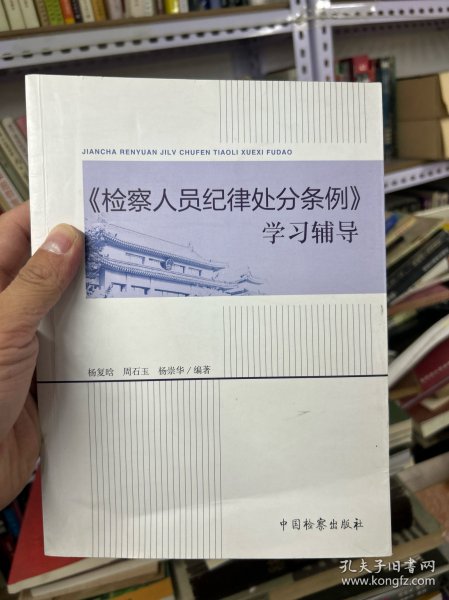 JIANCHA RENYUAN JILV CHUFEN TIAOLI XUEXI FUDAO
《检察人员纪律处分条例》
学习辅导
杨复晗 周石玉 杨崇华/编著
中国检察出版社
孔夫子旧书网
www.kongfz.com